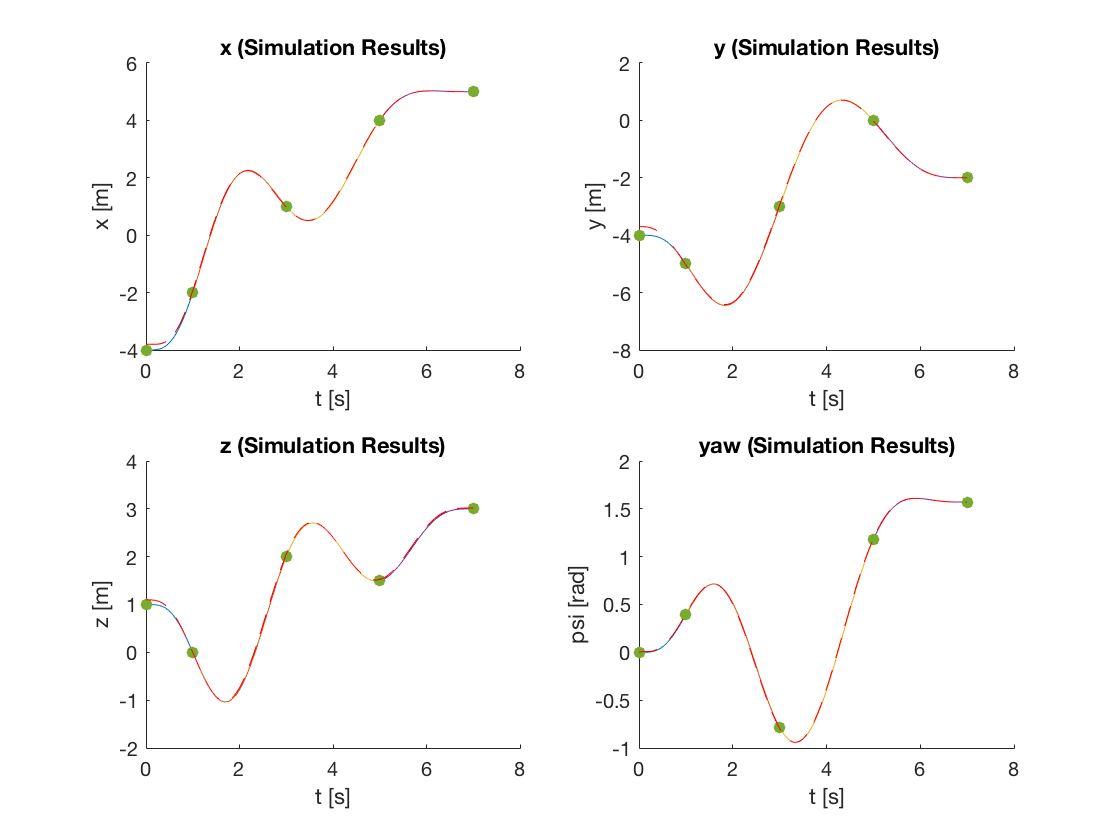 x (Simulation Results)
6
4
2
0
-2
-4
x [m]
0 2 4 6 8
t [s]
y (Simulation Results)
2
0
-2
-4
-6
-8
y [m]
0 2 4 6 8
t [s]
z (Simulation Results)
4
3
2
1
0
-1
-2
z [m]
0 2 4 6 8
t [s]
yaw (Simulation Results)
2
1.5
1
0.5
0
-0.5
-1
psi [rad]
0 2 4 6 8
t [s]